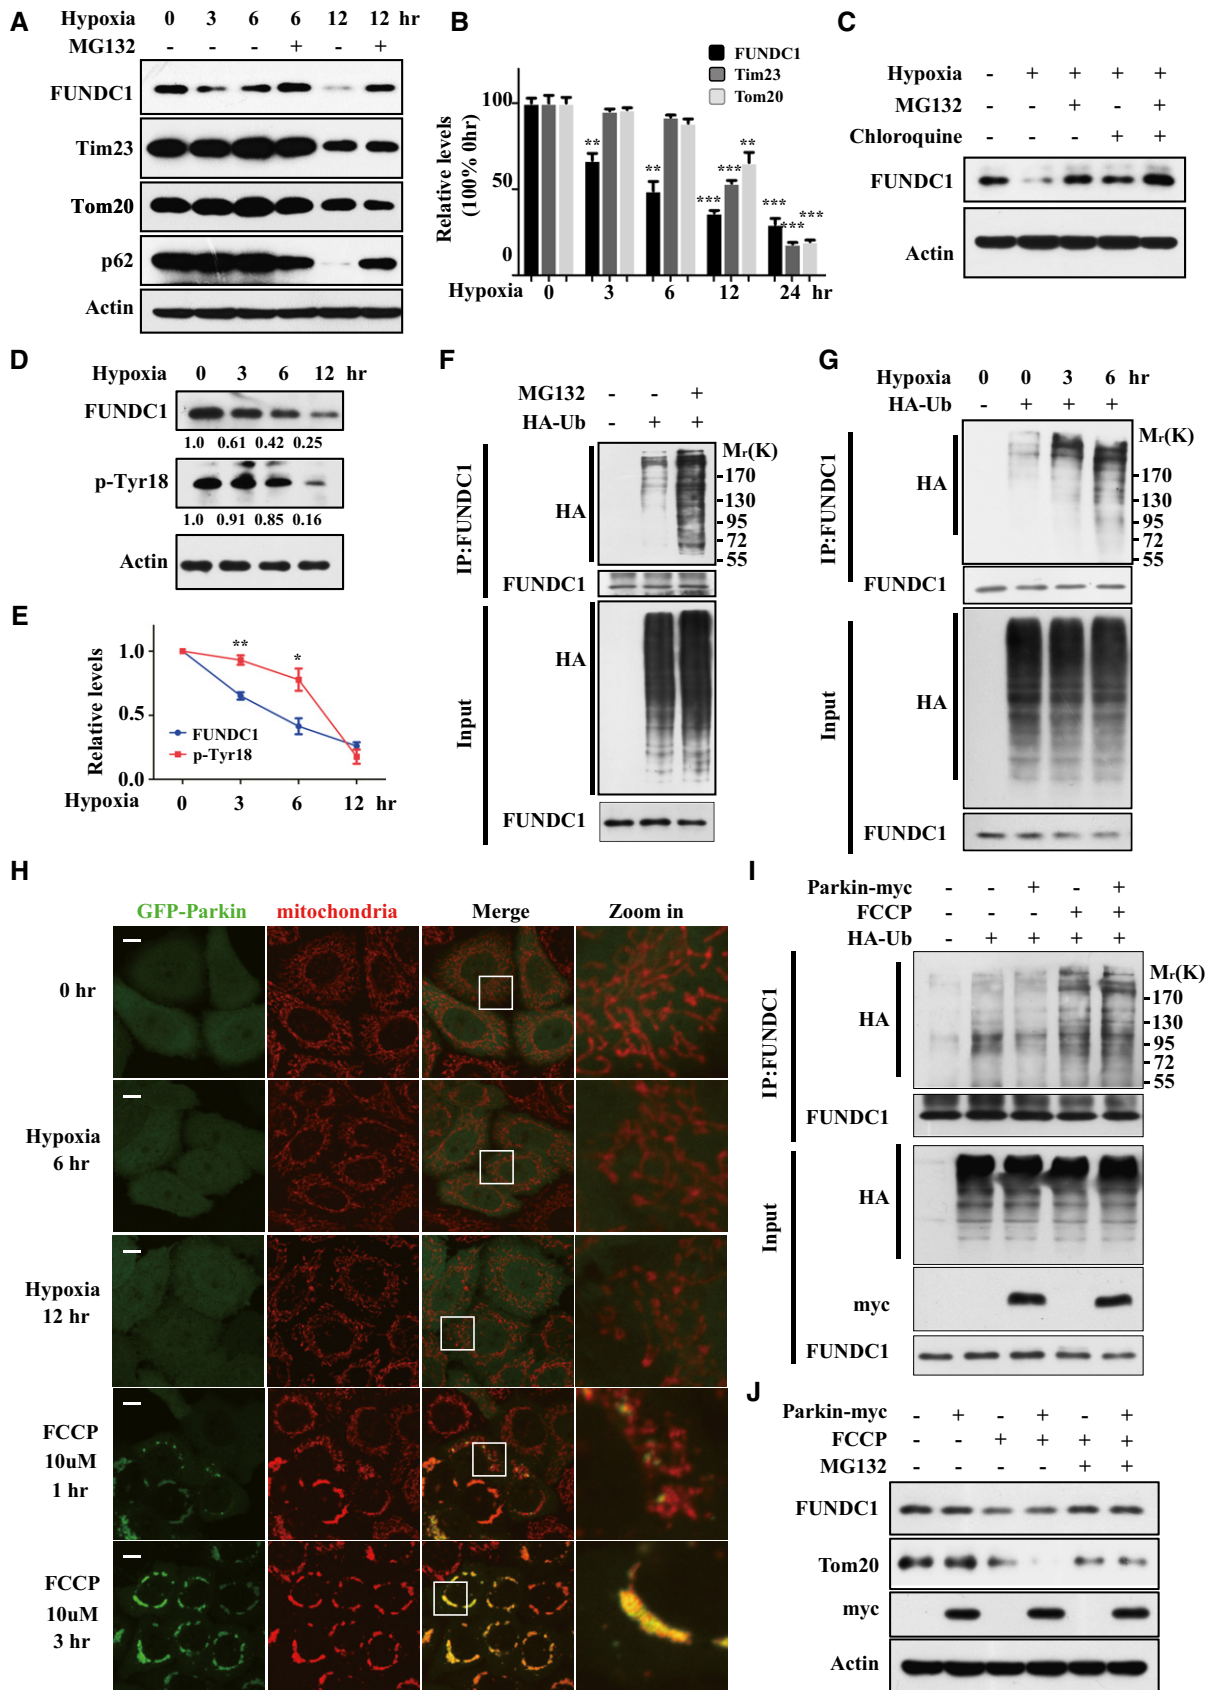 A
Hypoxia 0 3 6 6 12 12 hr
MG132 - - - + - +
FUNDC1
Tim23
Tom20
p62
Actin
B
FUNDC1
Tim23
Tom20
Relative levels
(100% 0hr)
100
50
0
** ** *** *** ** *** *** ***
Hypoxia 0 3 6 12 24 hr
C
Hypoxia - + + + +
MG132 - - + - +
Chloroquine - - - + +
FUNDC1
Actin
D
Hypoxia 0 3 6 12 hr
FUNDC1
1.0 0.61 0.42 0.25
p-Tyr18
1.0 0.91 0.85 0.16
Actin
E
Relative levels
1.0
0.5
0.0
** *
FUNDC1
p-Tyr18
Hypoxia 0 3 6 12 hr
F
MG132 - - +
HA-Ub - + +
IP:FUNDC1
HA
Mr(K)
170
130
95
72
55
FUNDC1
Input
HA
FUNDC1
G
Hypoxia 0 0 3 6 hr
HA-Ub - + + +
IP:FUNDC1
HA
Mr(K)
170
130
95
72
55
FUNDC1
Input
HA
FUNDC1
H
GFP-Parkin mitochondria Merge Zoom in
0 hr
Hypoxia
6 hr
Hypoxia
12 hr
FCCP
10uM
1 hr
FCCP
10uM
3 hr
I
Parkin-myc - - + - +
FCCP - - - + +
HA-Ub - + + + +
IP:FUNDC1
HA
Mr(K)
170
130
95
72
55
FUNDC1
Input
HA
myc
FUNDC1
J
Parkin-myc - + - + - +
FCCP - - + + + +
MG132 - - - - + +
FUNDC1
Tom20
myc
Actin